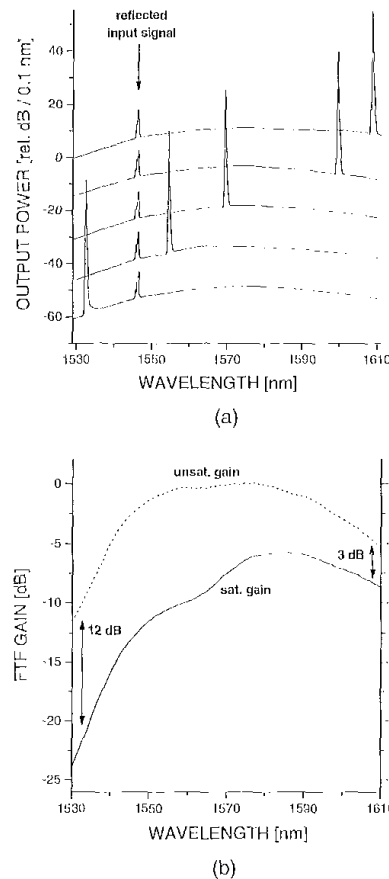 reflected
input signal
OUTPUT POWER [rel. dB / 0.1 nm]
40
20
0
-20
-40
-60
1530 1550 1570 1590 1610
WAVELENGTH [nm]
(a)
unsat. gain
sat. gain
12 dB
3 dB
FTF GAIN [dB]
0
-5
-10
-15
-20
-25
1530 1550 1570 1590 1610
WAVELENGTH [nm]
(b)